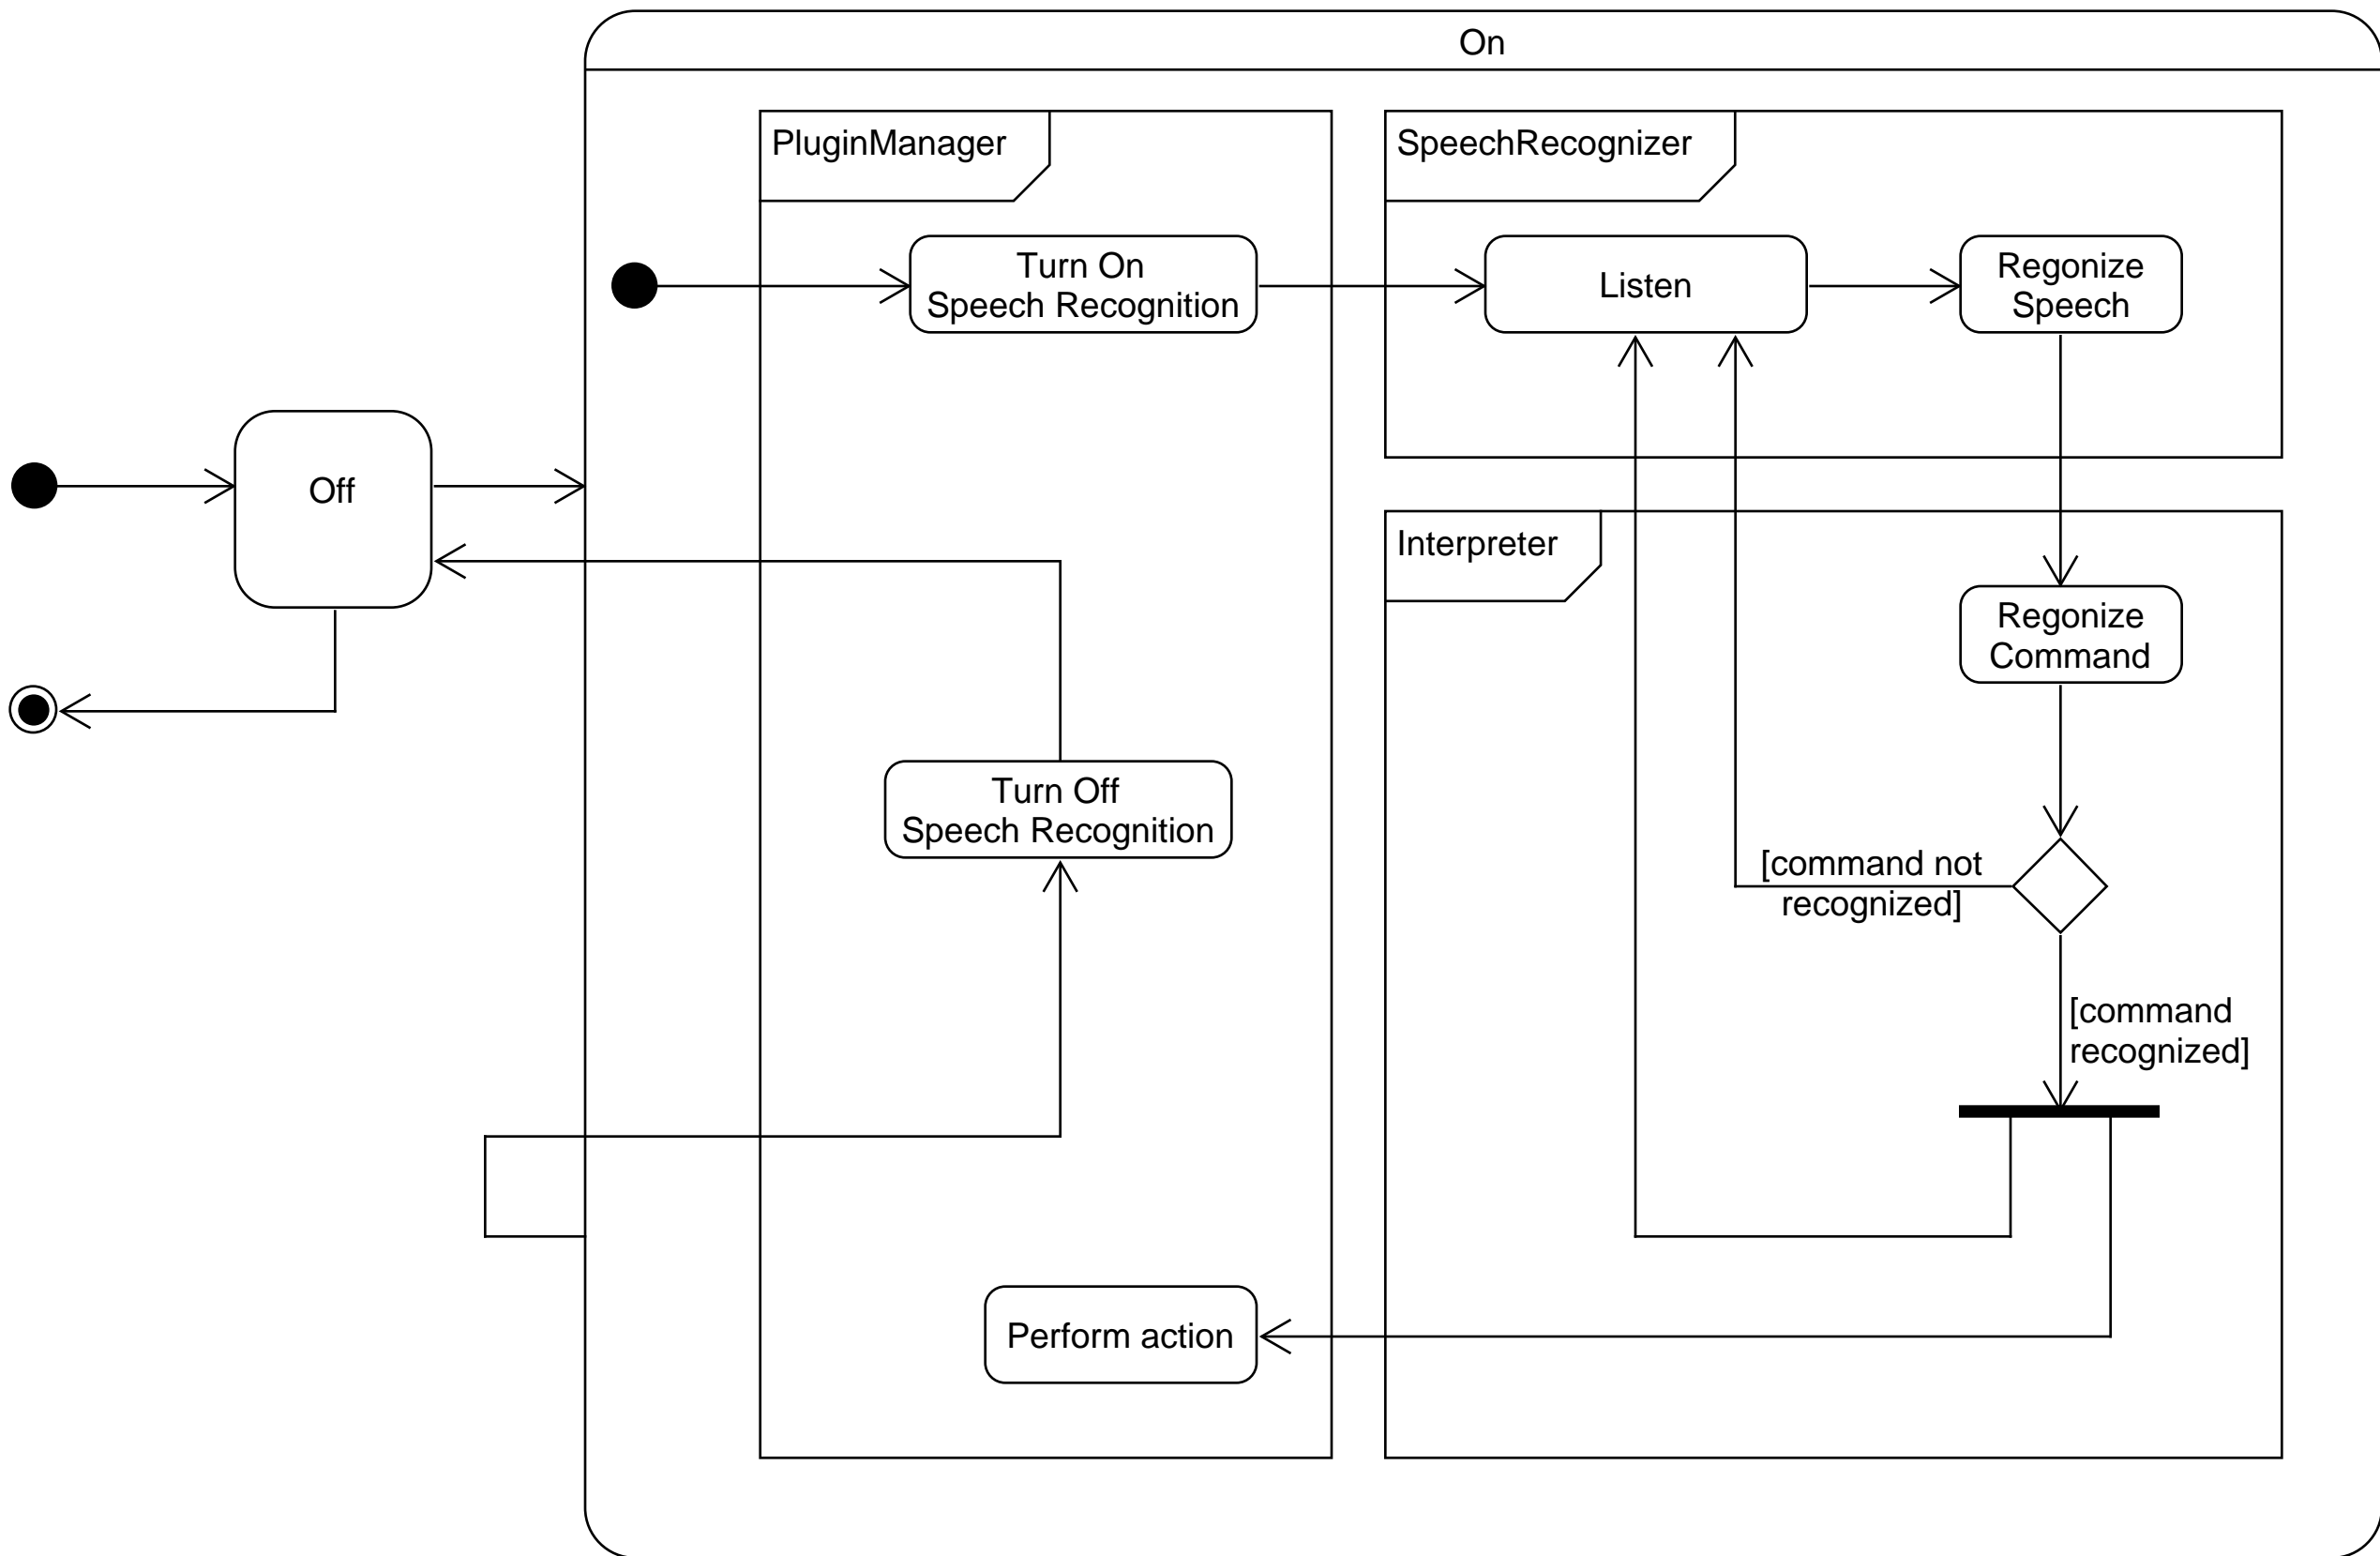 On
PluginManager
SpeechRecognizer
Turn On
Speech Recognition
Listen
Regonize
Speech
Off
Interpreter
Regonize
Command
Turn Off
Speech Recognition
[command not
recognized]
[command
recognized]
Perform action